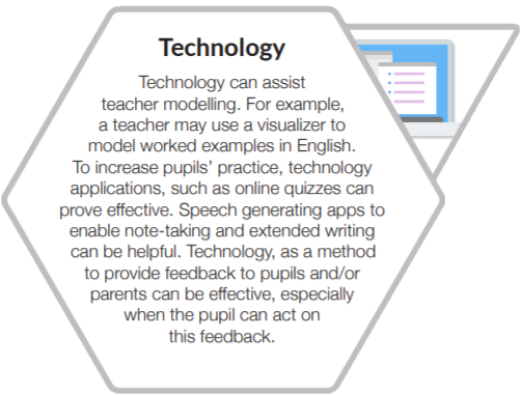 Technology
Technology can assist
teacher modelling. For example,
a teacher may use a visualizer to
model worked examples in English.
To increase pupils' practice, technology
applications, such as online quizzes can
prove effective. Speech generating apps to
enable note-taking and extended writing
can be helpful. Technology, as a method
to provide feedback to pupils and/or
parents can be effective, especially
when the pupil can act on
this feedback.